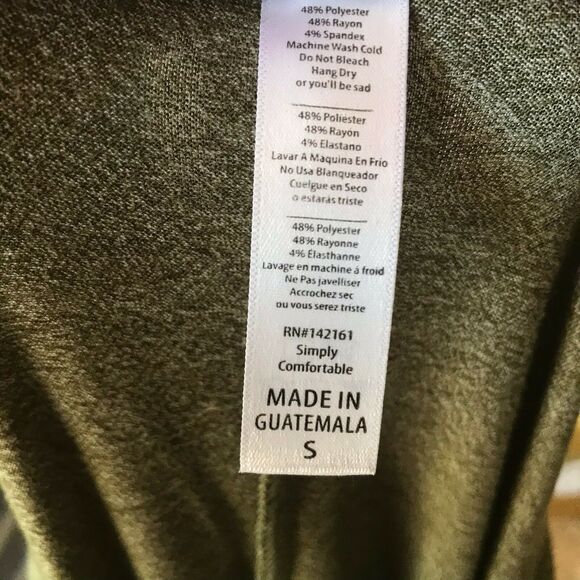 48% Polyester
48% Rayon
4% Spandex
Machine Wash Cold
Do Not Bleach
Hang Dry
or you'll be sad
48% Poliester
48% Rayon
4% Elastano
Lavar A Maquina En Frio
No Usa Blanqueador
Cuelgue en Seco
o estaras triste
48% Polyester
48% Rayonne
4% Élasthanne
Lavage en machine á froid
Ne Pas javelliser
Accrochez sec
ou vous serez triste
RN#142161
Simply
Comfortable
MADE IN
GUATEMALA
S